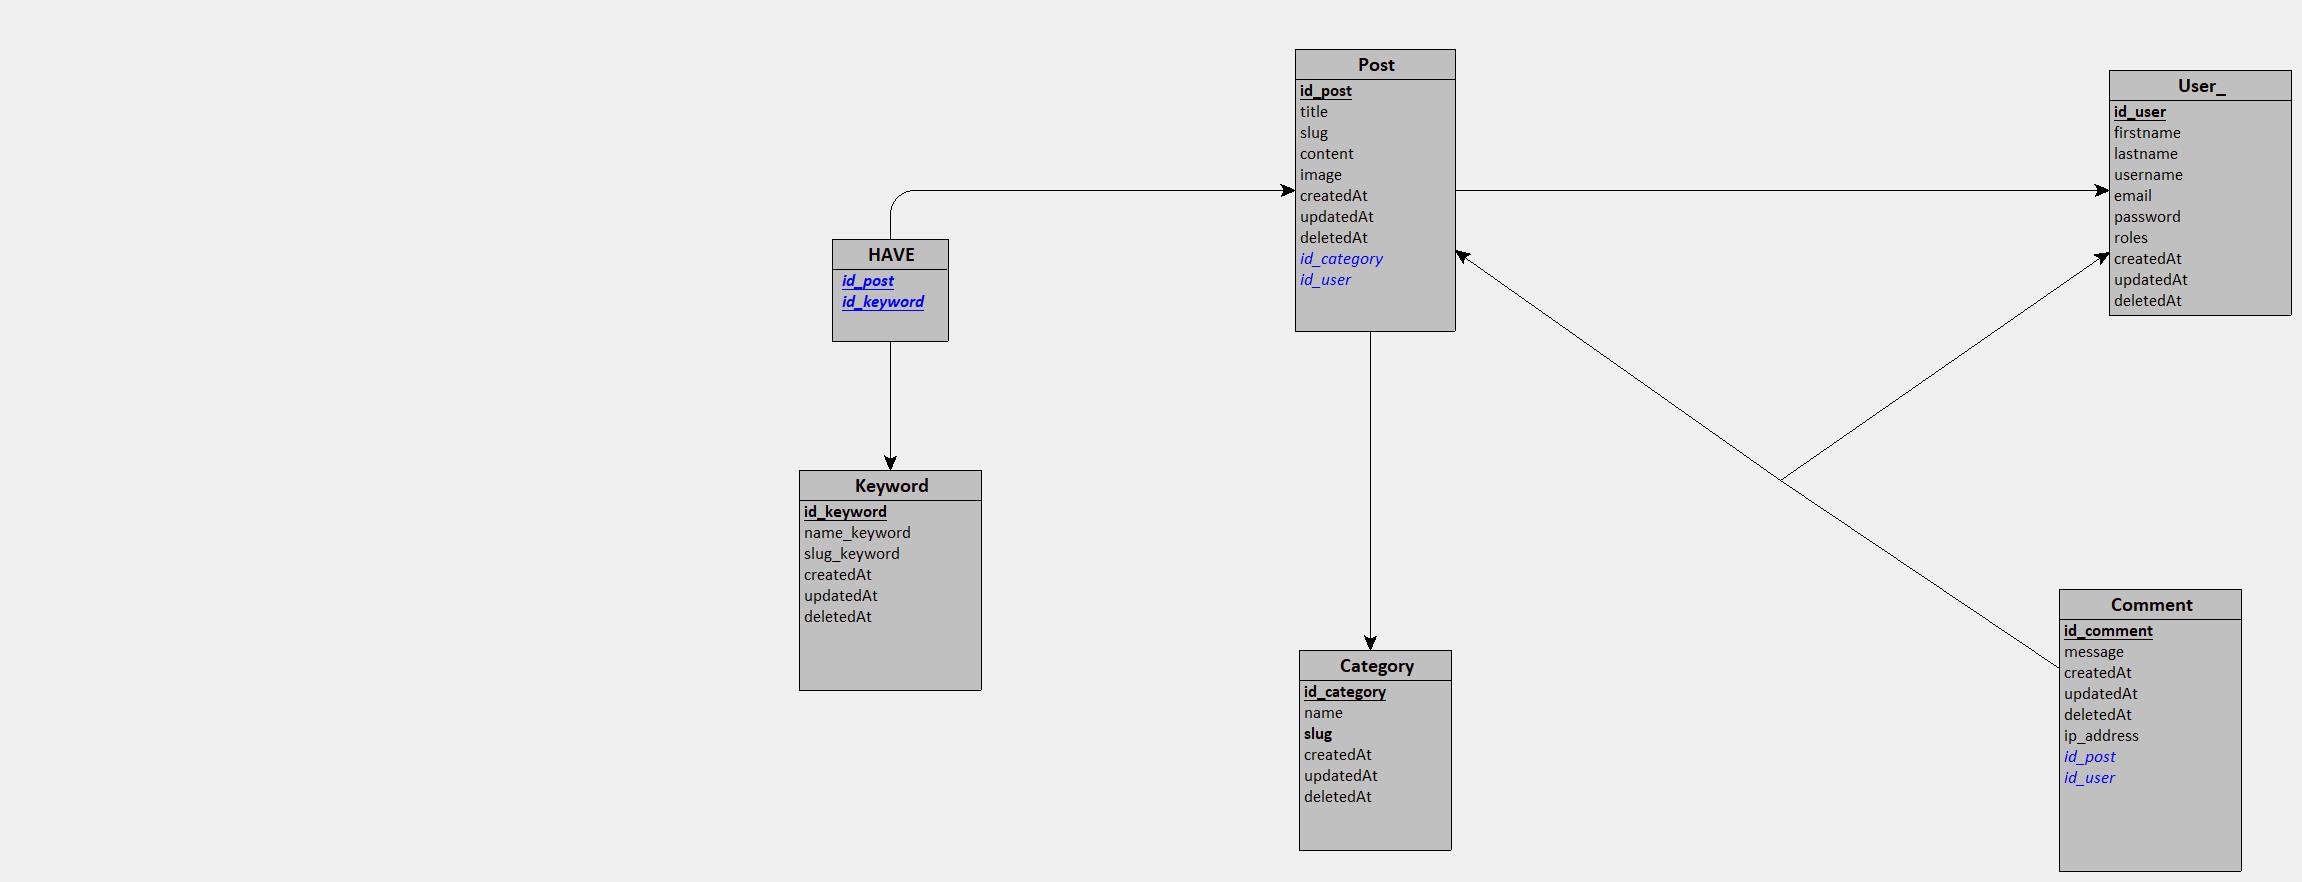 Post
id_post
title
slug
content
image
createdAt
updatedAt
deletedAt
id_category
id_user
User_
id_user
firstname
lastname
username
email
password
roles
createdAt
updatedAt
deletedAt
HAVE
id_post
id_keyword
Keyword
id_keyword
name_keyword
slug_keyword
createdAt
updatedAt
deletedAt
Category
id_category
name
slug
createdAt
updatedAt
deletedAt
Comment
id_comment
message
createdAt
updatedAt
deletedAt
ip_address
id_post
id_user